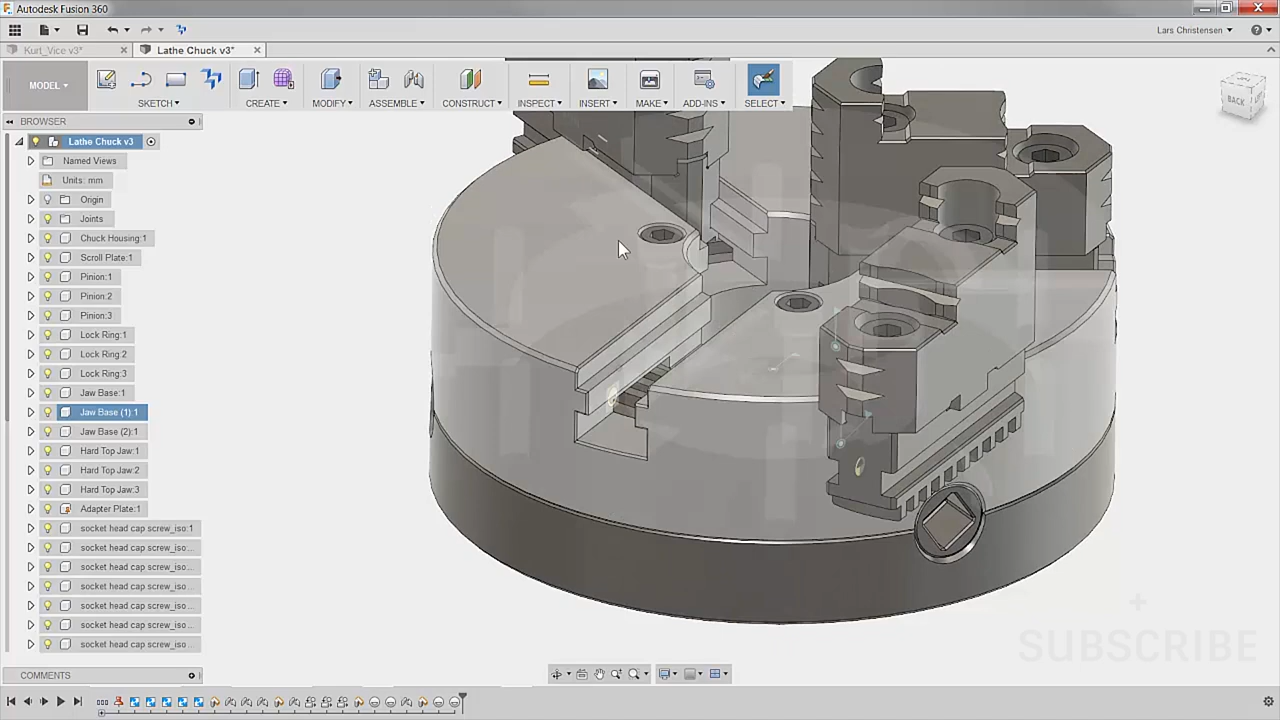 Autodesk Fusion 360
Lars Christensen
Kurt_Vice v3*
Lathe Chuck v3*
MODEL
SKETCH
CREATE
MODIFY
ASSEMBLE
CONSTRUCT
INSPECT
INSERT
MAKE
ADD-INS
SELECT
BACK
BROWSER
Lathe Chuck v3
Named Views
Units: mm
Origin
Joints
Chuck Housing:1
Scroll Plate:1
Pinion:1
Pinion:2
Pinion:3
Lock Ring:1
Lock Ring:2
Lock Ring:3
Jaw Base:1
Jaw Base (1):1
Jaw Base (2):1
Hard Top Jaw:1
Hard Top Jaw:2
Hard Top Jaw:3
Adapter Plate:1
socket head cap screw_iso:1
socket head cap screw_iso...
socket head cap screw_iso...
socket head cap screw_iso...
socket head cap screw_iso...
socket head cap screw_iso...
socket head cap screw_iso...
SUBSCRIBE
COMMENTS